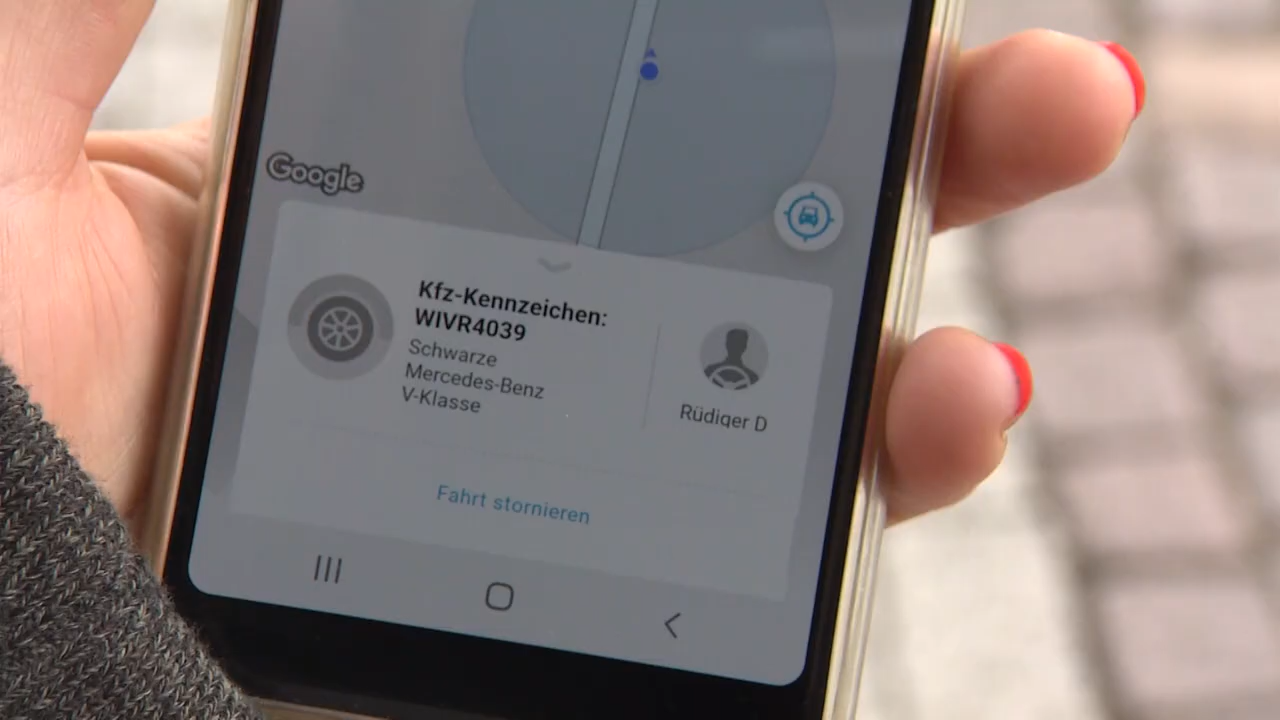 Google
Kfz-Kennzeichen:
WIVR4039
Schwarze
Mercedes-Benz
V-Klasse
Rüdiger D
Fahrt stornieren